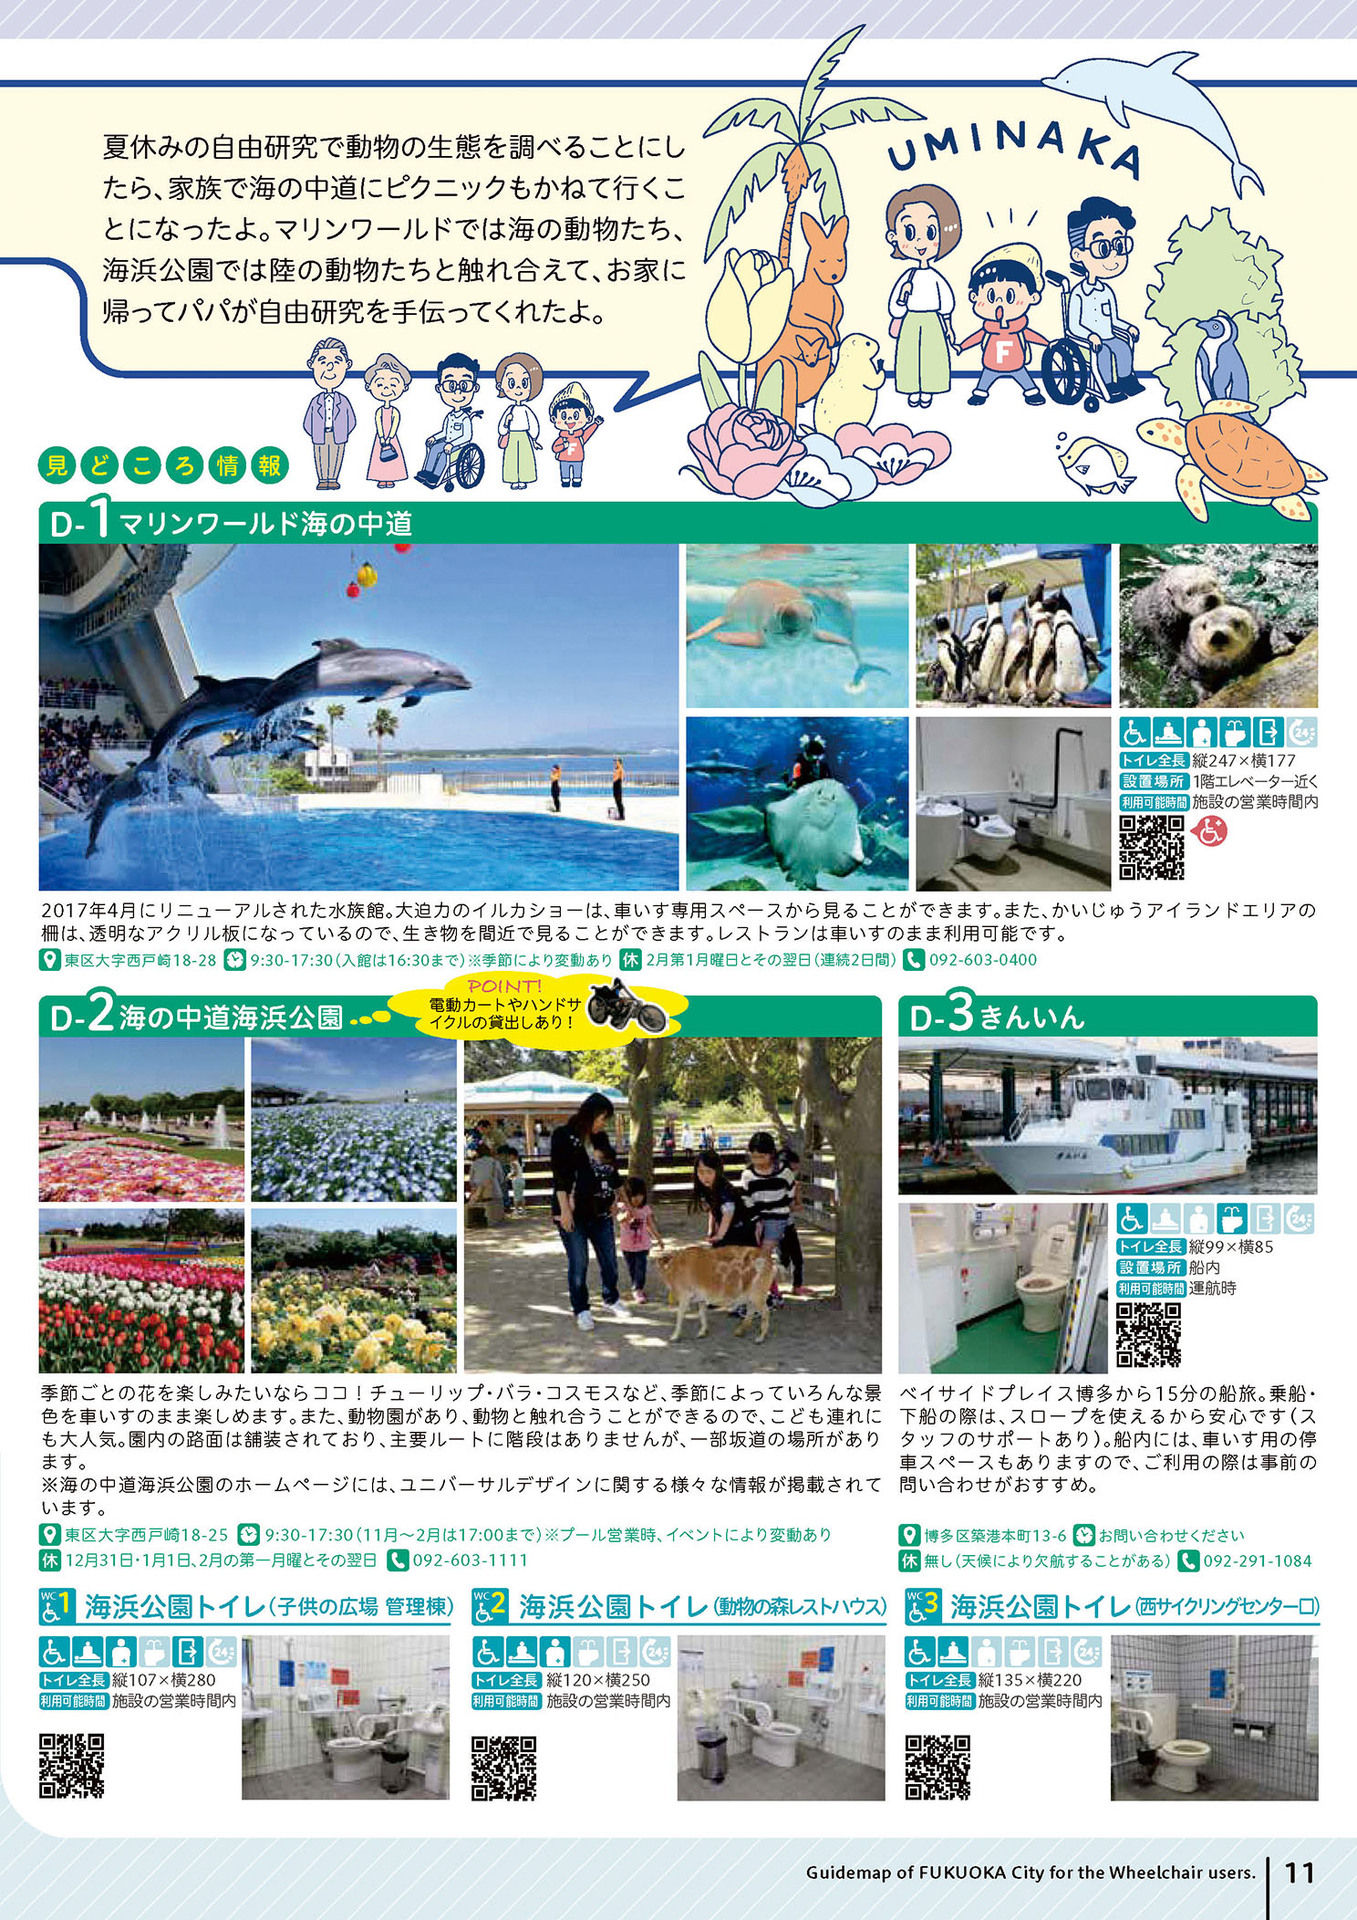 夏休みの自由研究で動物の生態を調べることにし
たら、家族で海の中道にピクニックもかねて行くこ
とになったよ。マリンワールドでは海の動物たち、
海浜公園では陸の動物たちと触れ合えて、お家に
帰ってパパが自由研究を手伝ってくれたよ。
UMINAKA
F
F
見どころ情報
D-1マリンワールド海の中道
24
トイレ全長 縦247×横177
設置場所 1階エレベーター近く
利用可能時間 施設の営業時間内
2017年4月にリニューアルされた水族館。大迫力のイルカショーは、車いす専用スペースから見ることができます。また、かいじゅうアイランドエリアの
柵は、透明なアクリル板になっているので、生き物を間近で見ることができます。レストランは車いすのまま利用可能です。
東区大字西戸崎18-28 9:30-17:30(入館は16:30まで)※季節により変動あり 休 2月第1月曜日とその翌日(連続2日間) 092-603-0400
D-2海の中道海浜公園
POINT!
電動カートやハンドサ
イクルの貸出しあり！
季節ごとの花を楽しみたいならココ！チューリップ・バラ・コスモスなど、季節によっていろんな景
色を車いすのまま楽しめます。また、動物園があり、動物と触れ合うことができるので、こども連れに
も大人気。園内の路面は舗装されており、主要ルートに階段はありませんが、一部坂道の場所があり
ます。
※海の中道海浜公園のホームページには、ユニバーサルデザインに関する様々な情報が掲載されて
います。
東区大字西戸崎18-25 9:30-17:30(11月～2月は17:00まで)※プール営業時、イベントにより変動あり
休 12月31日・1月1日、2月の第一月曜とその翌日 092-603-1111
D-3きんいん
きんいん
24
トイレ全長 縦99×横85
設置場所 船内
利用可能時間 運航時
ベイサイドプレイス博多から15分の船旅。乗船・
下船の際は、スロープを使えるから安心です(ス
タッフのサポートあり)。船内には、車いす用の停
車スペースもありますので、ご利用の際は事前の
問い合わせがおすすめ。
博多区築港本町13-6 お問い合わせください
休 無し(天候により欠航することがある) 092-291-1084
WC 1 海浜公園トイレ(子供の広場 管理棟)
24
トイレ全長 縦107×横280
利用可能時間 施設の営業時間内
WC 2 海浜公園トイレ(動物の森レストハウス)
24
トイレ全長 縦120×横250
利用可能時間 施設の営業時間内
WC 3 海浜公園トイレ(西サイクリングセンター口)
24
トイレ全長 縦135×横220
利用可能時間 施設の営業時間内
Guidemap of FUKUOKA City for the Wheelchair users. 11